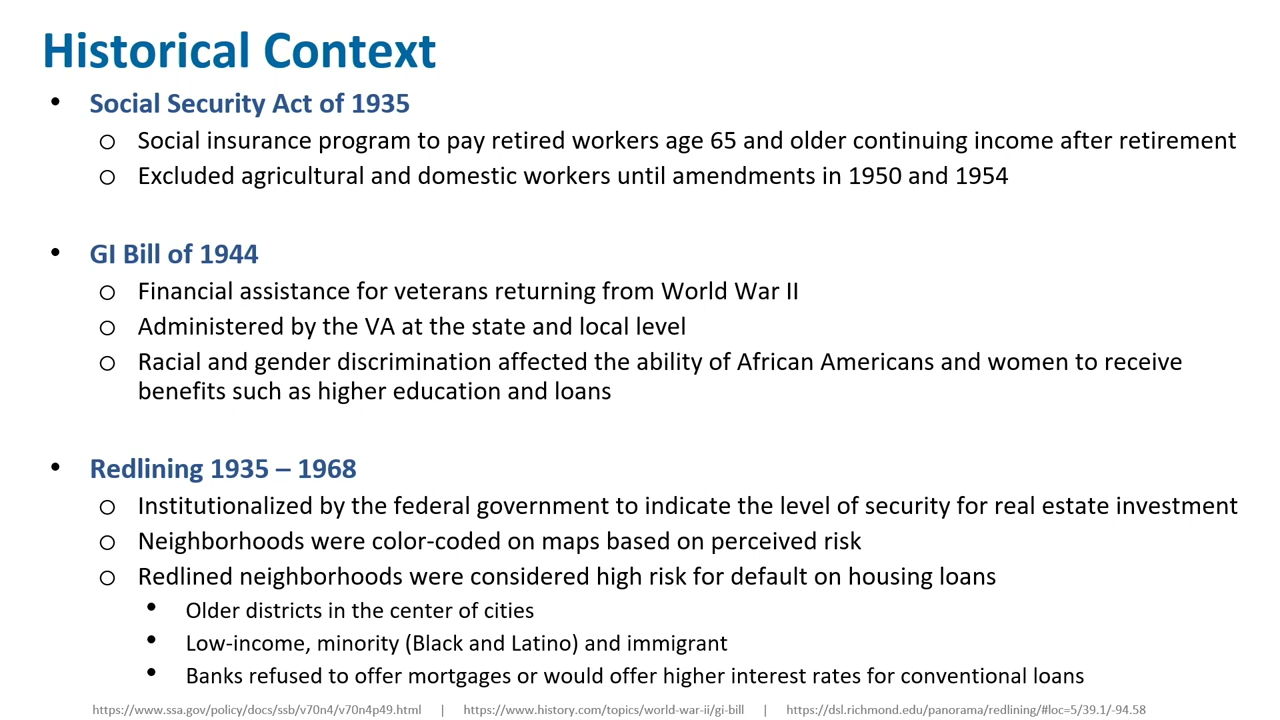 Historical Context
• Social Security Act of 1935
o Social insurance program to pay retired workers age 65 and older continuing income after retirement
o Excluded agricultural and domestic workers until amendments in 1950 and 1954
• GI Bill of 1944
o Financial assistance for veterans returning from World War II
o Administered by the VA at the state and local level
o Racial and gender discrimination affected the ability of African Americans and women to receive
benefits such as higher education and loans
• Redlining 1935 – 1968
o Institutionalized by the federal government to indicate the level of security for real estate investment
o Neighborhoods were color-coded on maps based on perceived risk
o Redlined neighborhoods were considered high risk for default on housing loans
• Older districts in the center of cities
• Low-income, minority (Black and Latino) and immigrant
• Banks refused to offer mortgages or would offer higher interest rates for conventional loans
https://www.ssa.gov/policy/docs/ssb/v70n4/v70n4p49.html | https://www.history.com/topics/world-war-ii/gi-bill | https://dsl.richmond.edu/panorama/redlining/#loc=5/39.1/-94.58